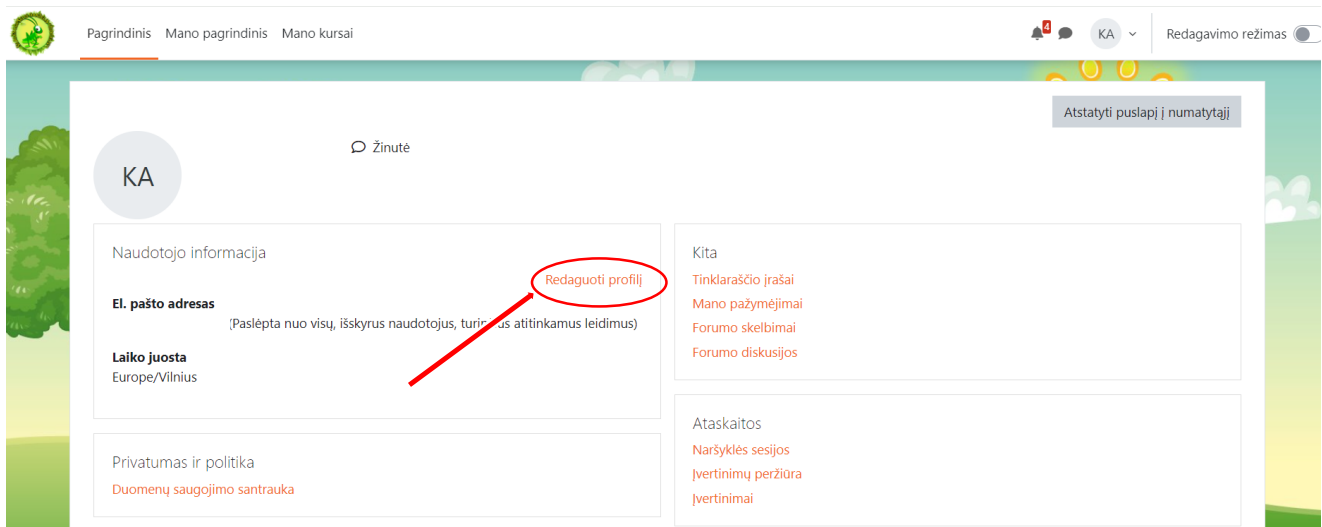 Pagrindinis Mano pagrindinis Mano kursai
4 KA Redagavimo režimas
Atstatyti puslapį į numatytąjį
KA
Žinutė
Naudotojo informacija
Redaguoti profilį
El. pašto adresas
(Paslėpta nuo visų, išskyrus naudotojus, atitinkamus leidimus)
Laiko juosta
Europe/Vilnius
Privatumas ir politika
Duomenų saugojimo santrauka
Kita
Tinklaraščio įrašai
Mano pažymėjimai
Forumo skelbimai
Forumo diskusijos
Ataskaitos
Naršyklės sesijos
Įvertinimų peržiūra
Įvertinimai